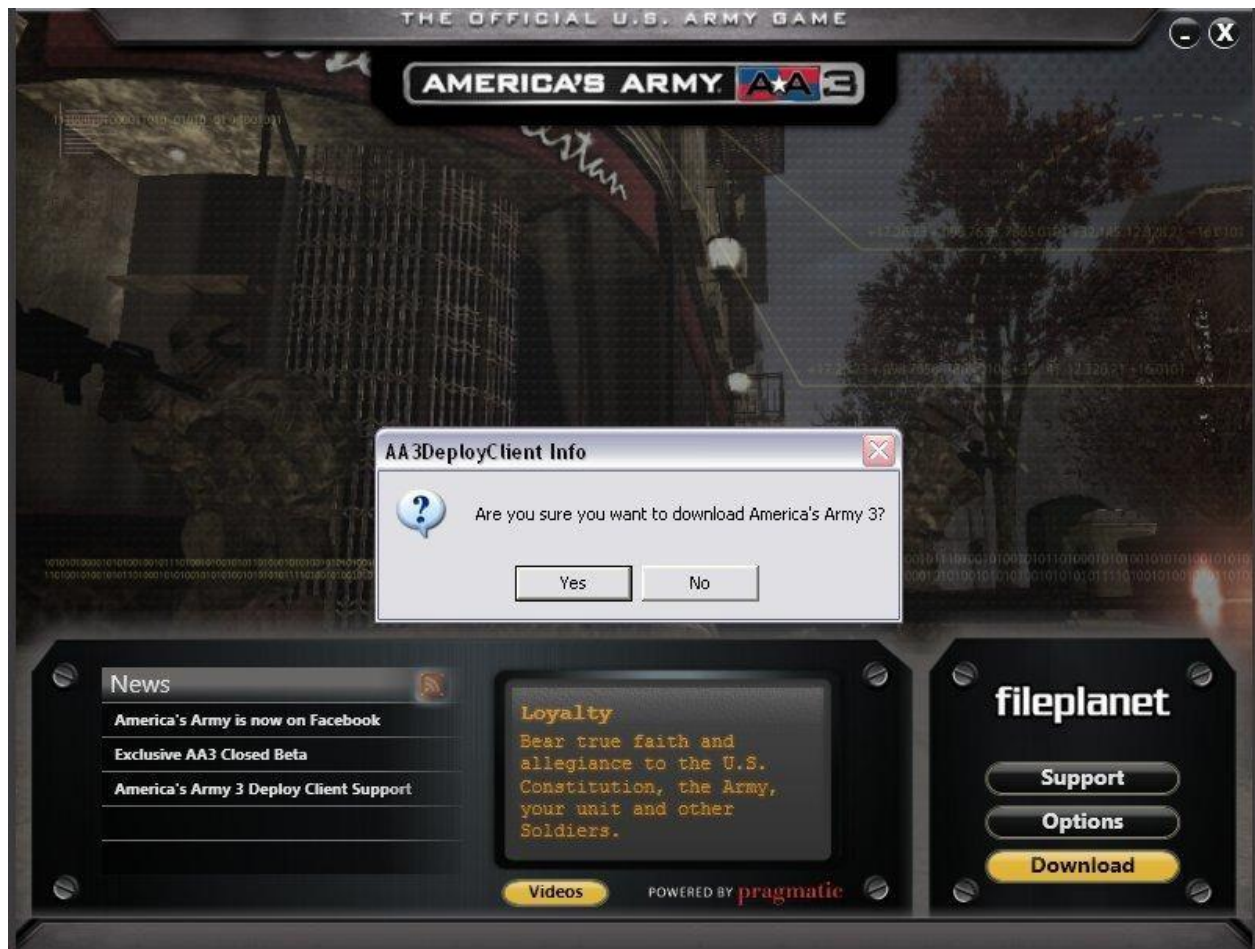 THE OFFICIAL U.S. ARMY GAME
AMERICA'S ARMY. AA3
AA3DeployClient Info
Are you sure you want to download America's Army 3?
Yes
No
News
America's Army is now on Facebook
Exclusive AA3 Closed Beta
America's Army 3 Deploy Client Support
Loyalty
Bear true faith and
allegiance to the U.S.
Constitution, the Army,
your unit and other
Soldiers.
Videos
POWERED BY pragmatic
fileplanet
Support
Options
Download